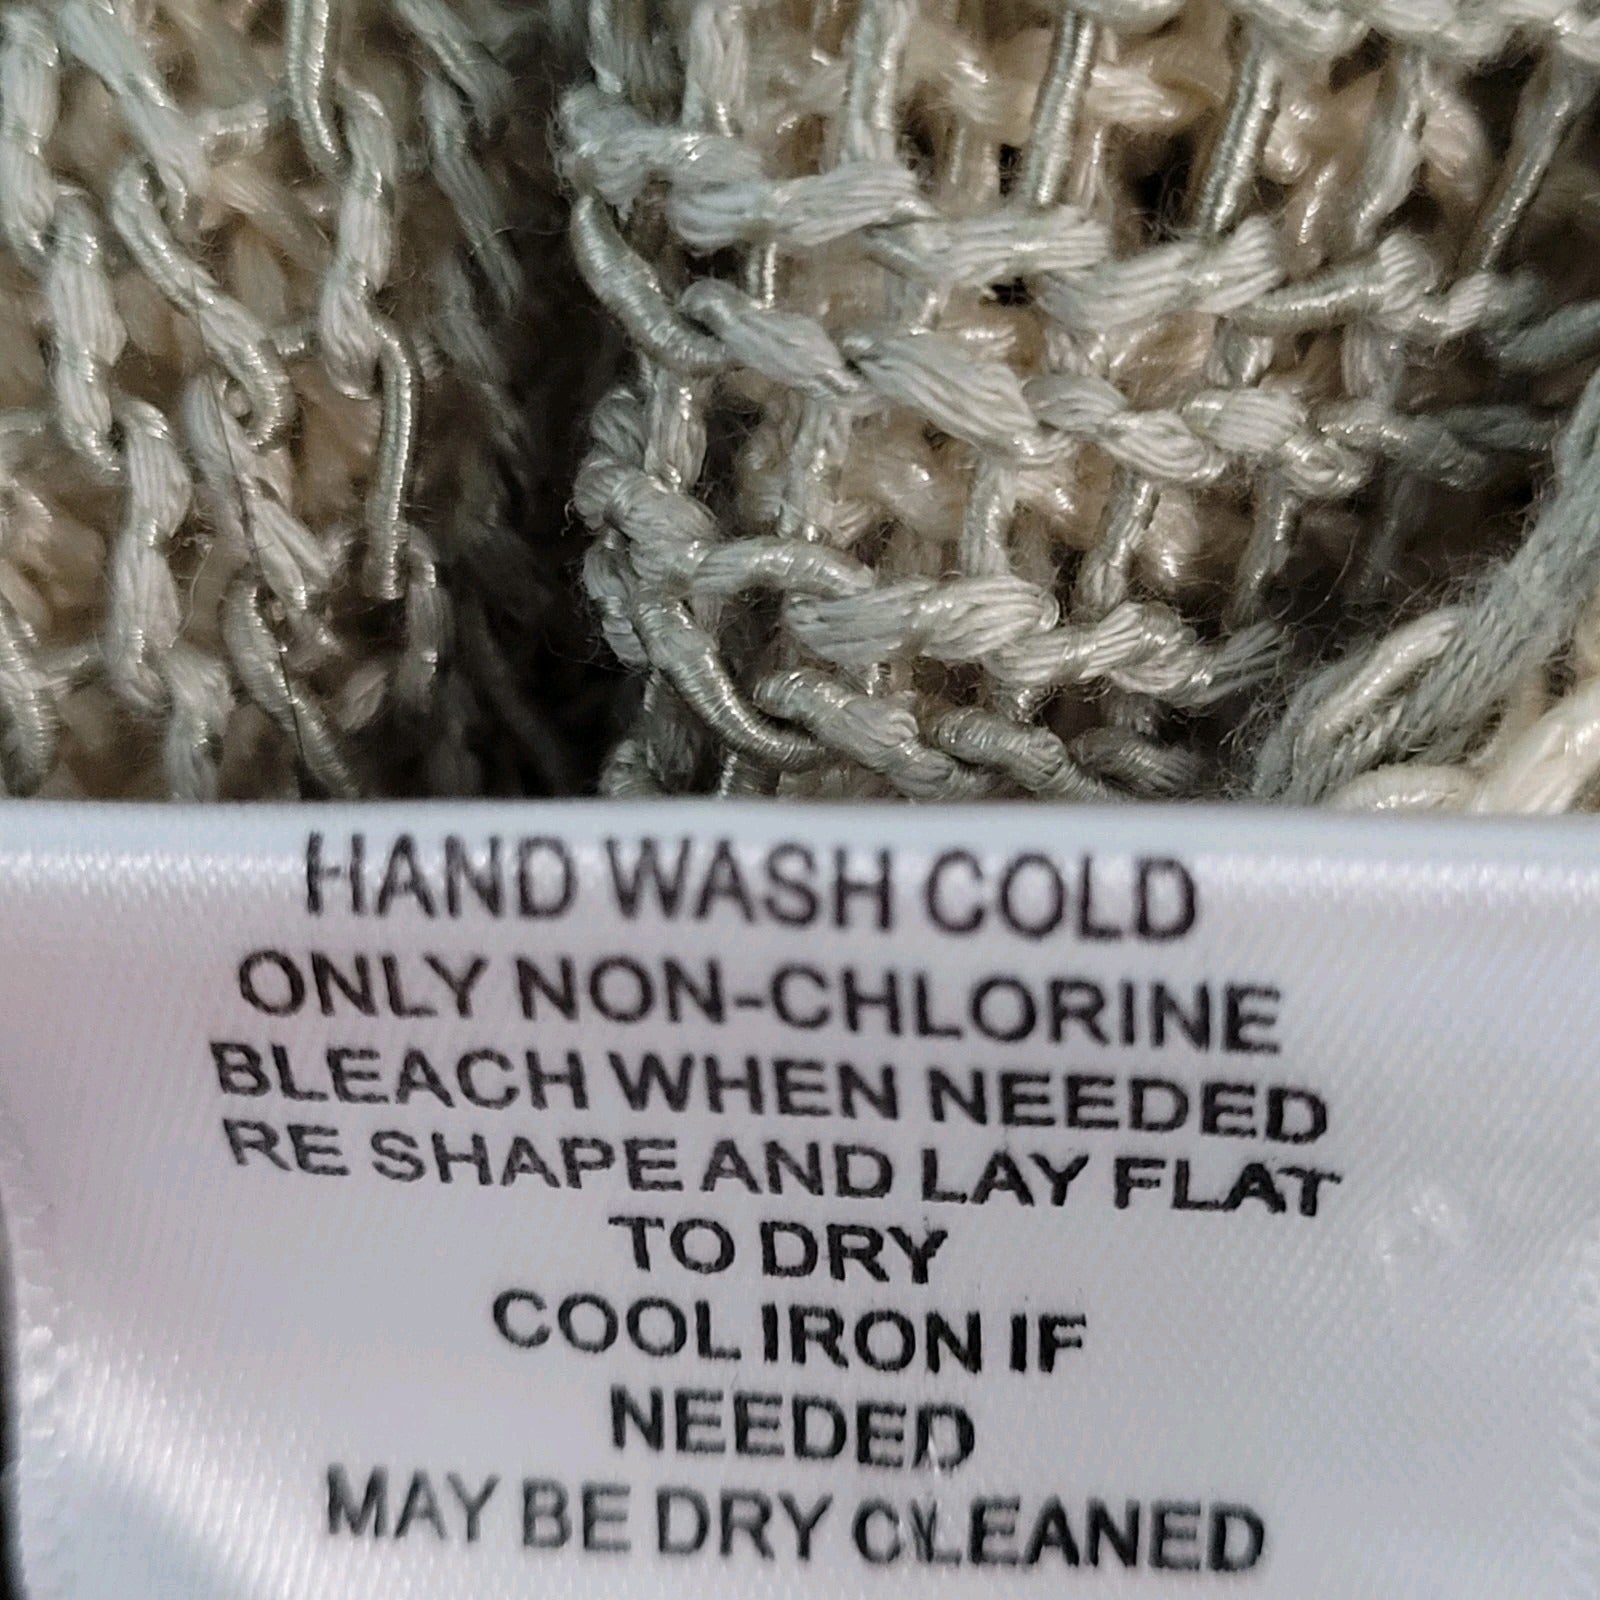 HAND WASH COLD
ONLY NON-CHLORINE
BLEACH WHEN NEEDED
RE SHAPE AND LAY FLAT
TO DRY
COOL IRON IF
NEEDED
MAY BE DRY CLEANED